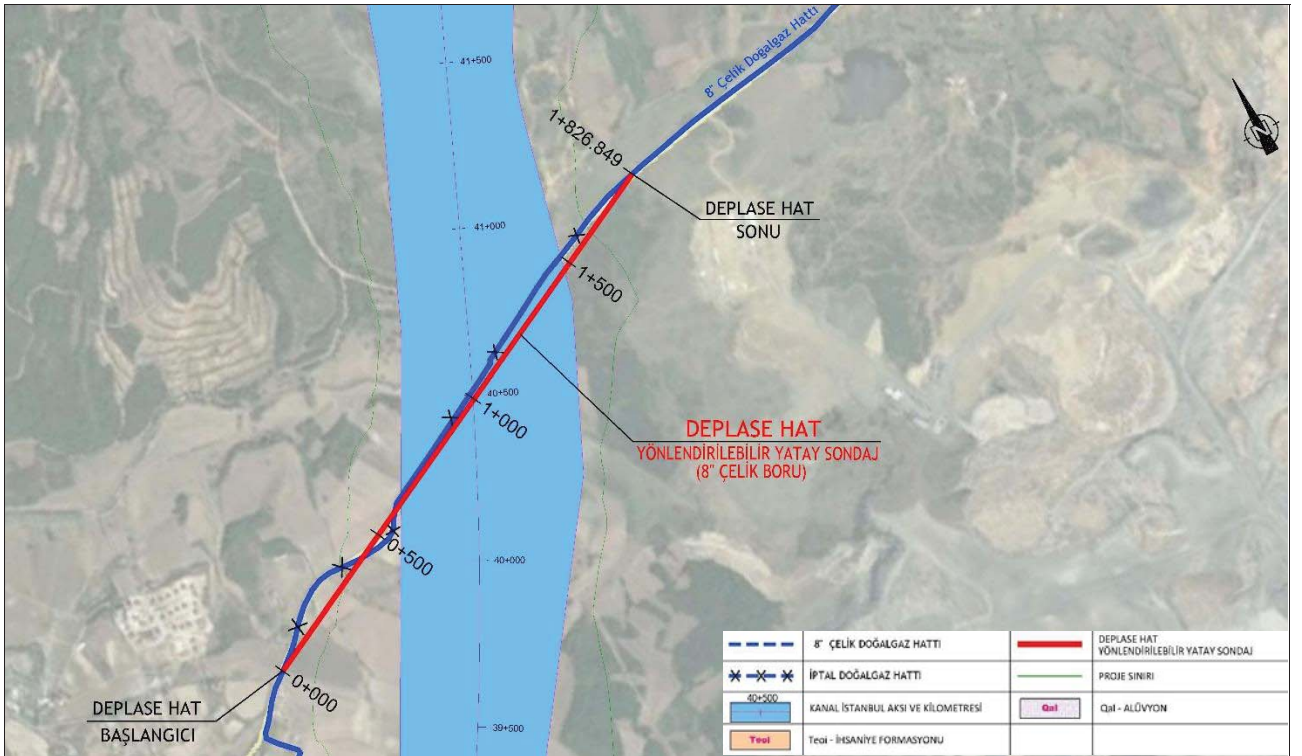 8" Çelik Doğalgaz Hattı
41+500
1+826.849
N
DEPLASE HAT
SONU
41+000
1+500
40+500
1+000
DEPLASE HAT
YÖNLENDİRİLEBİLİR YATAY SONDAJ
(8" ÇELİK BORU)
0+500
40+000
0+000
DEPLASE HAT
BAŞLANGICI
39+500
8" ÇELİK DOĞALGAZ HATTI
DEPLASE HAT
YÖNLENDİRİLEBİLİR YATAY SONDAJ
İPTAL DOĞALGAZ HATTI
PROJE SINIRI
40+500
KANAL İSTANBUL AKSI VE KİLOMETRESİ
Qal
Qal - ALÜVYON
Teoi
Teoi - İHSANİYE FORMASYONU